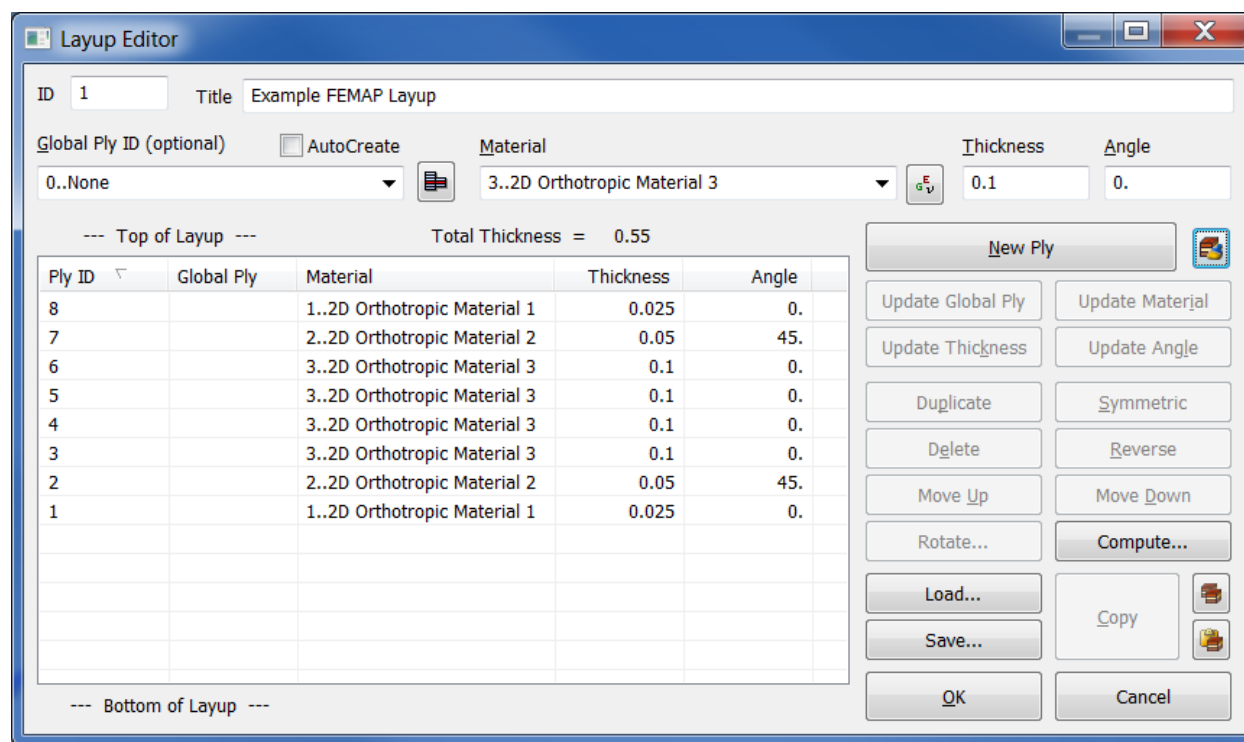 Layup Editor
ID 1 Title Example FEMAP Layup
Global Ply ID (optional) AutoCreate Material Thickness Angle
0..None 3..2D Orthotropic Material 3 0.1 0.
--- Top of Layup --- Total Thickness = 0.55
New Ply
Ply ID Global Ply Material Thickness Angle
8 1..2D Orthotropic Material 1 0.025 0.
7 2..2D Orthotropic Material 2 0.05 45.
6 3..2D Orthotropic Material 3 0.1 0.
5 3..2D Orthotropic Material 3 0.1 0.
4 3..2D Orthotropic Material 3 0.1 0.
3 3..2D Orthotropic Material 3 0.1 0.
2 2..2D Orthotropic Material 2 0.05 45.
1 1..2D Orthotropic Material 1 0.025 0.
Update Global Ply Update Material
Update Thickness Update Angle
Duplicate Symmetric
Delete Reverse
Move Up Move Down
Rotate... Compute...
Load... Copy
Save...
OK Cancel
--- Bottom of Layup ---